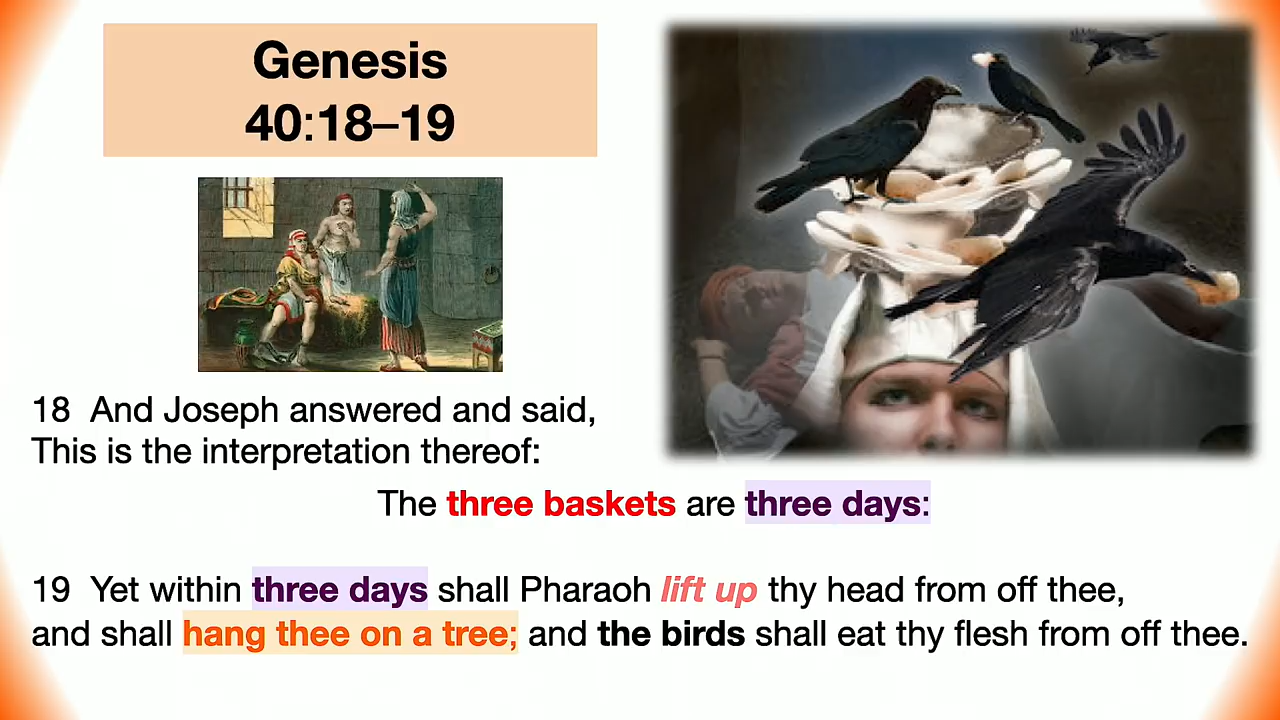 Genesis
40:18–19
18 And Joseph answered and said,
This is the interpretation thereof:
The three baskets are three days:
19 Yet within three days shall Pharaoh lift up thy head from off thee,
and shall hang thee on a tree; and the birds shall eat thy flesh from off thee.